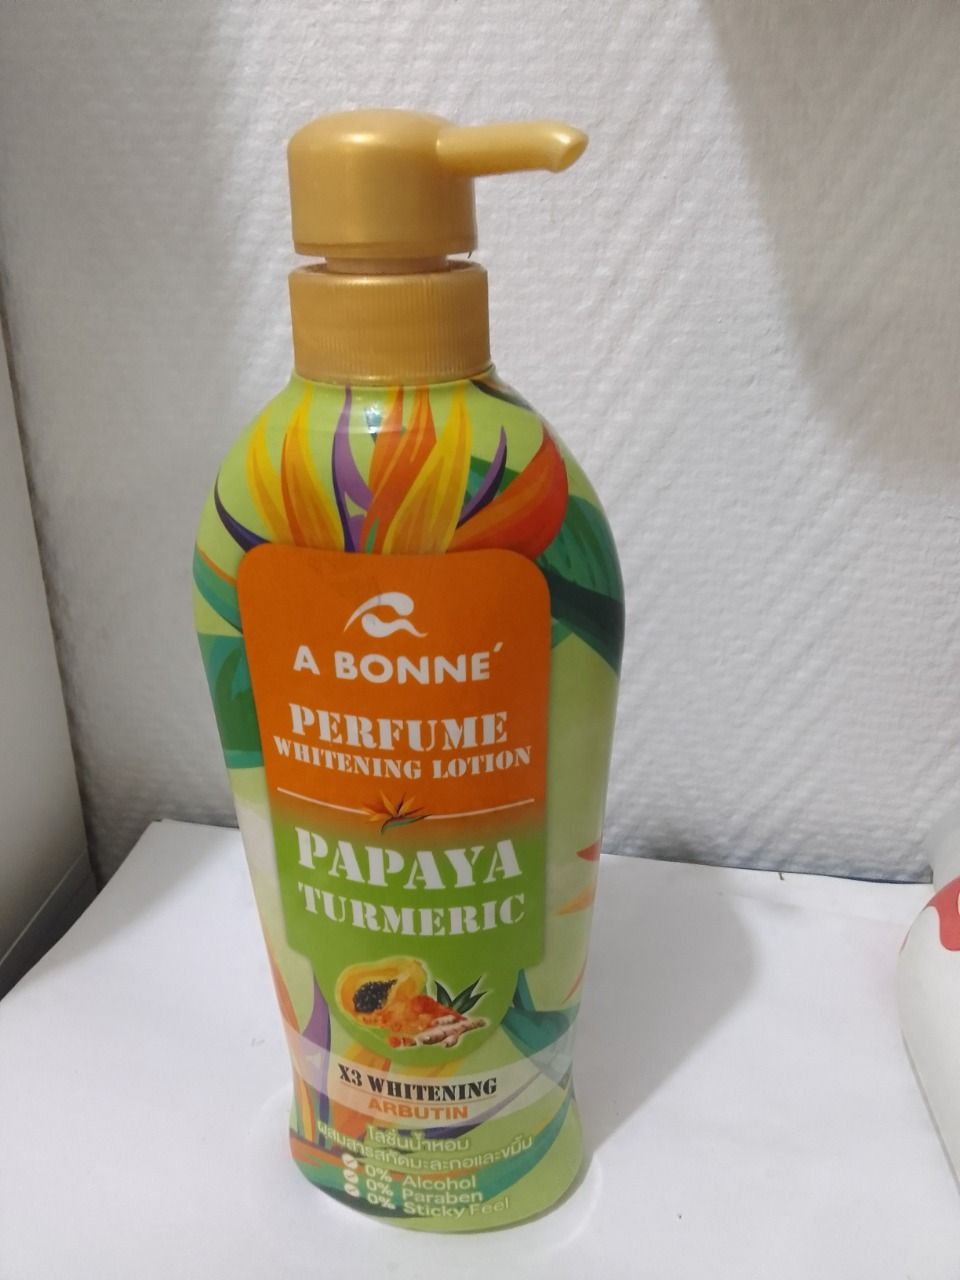 A BONNE´
PERFUME
WHITENING LOTION
PAPAYA
TURMERIC
X3 WHITENING
ARBUTIN
โลชั่นน้ำหอม
ผสมสารสกัดมะละกอและขมิ้น
0% Alcohol
0% Paraben
0% Sticky Feel